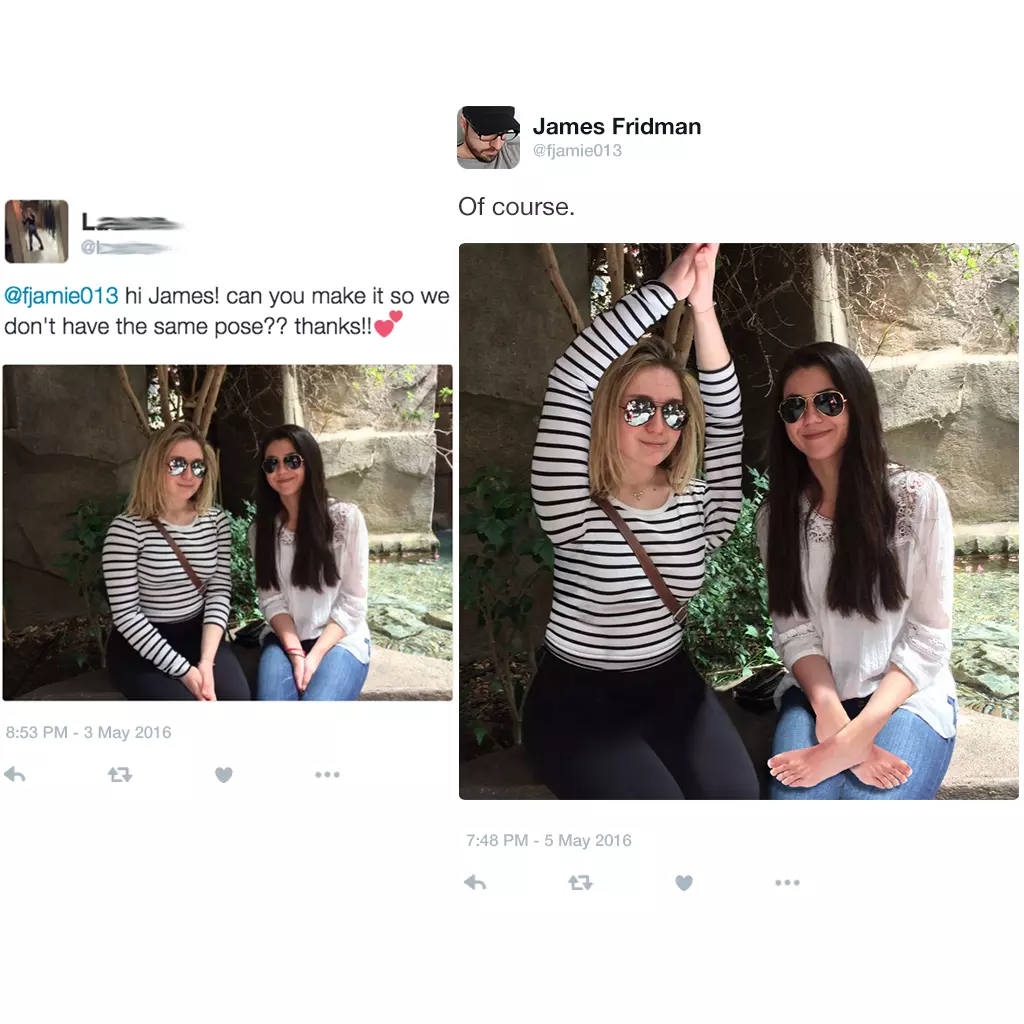 @fjamie013 hi James! can you make it so we
don't have the same pose?? thanks!!💕
8:53 PM - 3 May 2016
James Fridman
@fjamie013
Of course.
7:48 PM - 5 May 2016